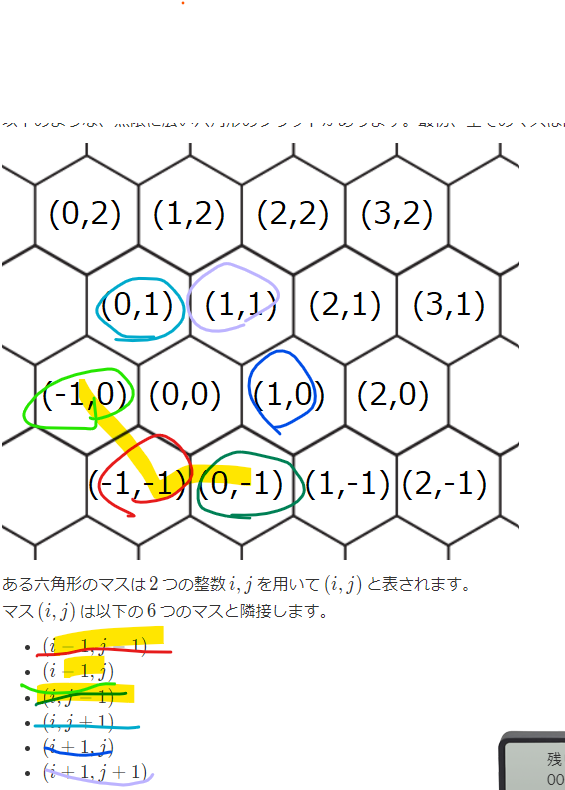 (0,2) (1,2) (2,2) (3,2)
(0,1) (1,1) (2,1) (3,1)
(-1,0) (0,0) (1,0) (2,0)
(-1,-1) (0,-1) (1,-1) (2,-1)
ある六角形のマスは 2 つの整数 i, j を用いて (i, j) と表されます。
マス (i, j) は以下の 6 つのマスと隣接します。
• (i − 1, j − 1)
• (i − 1, j)
• (i, j − 1)
• (i, j + 1)
• (i + 1, j)
• (i + 1, j + 1)
残
00